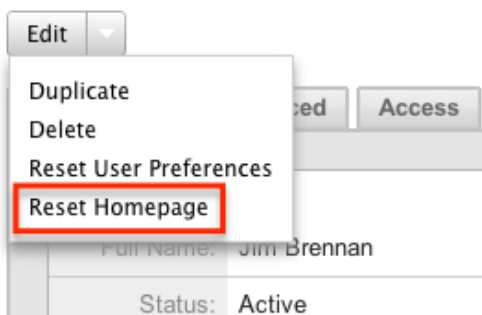 Edit
Duplicate
ced Access
Delete
Reset User Preferences
Reset Homepage
Full Name: Jim Brennan
Status: Active